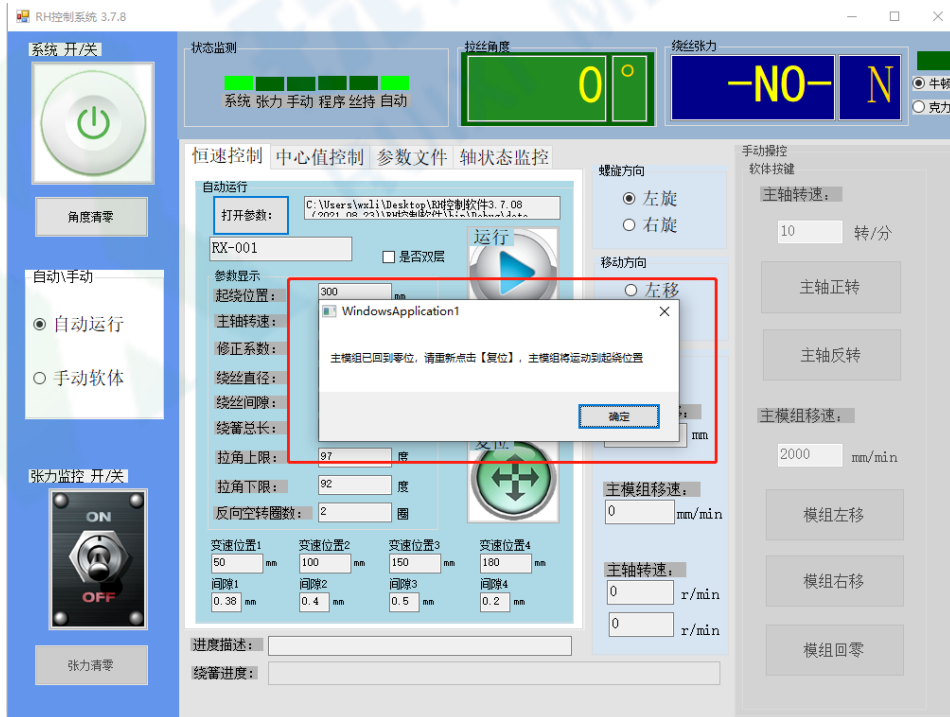 RH控制系统 3.7.8
系统 开/关
角度清零
自动\手动
自动运行
手动软体
张力监控 开/关
ON
OFF
张力清零
状态监测
系统 张力 手动 程序 丝持 自动
拉丝角度
0 °
绕丝张力
-NO- N
牛顿
克力
恒速控制 中心值控制 参数文件 轴状态监控
自动运行
打开参数：
C:\Users\wxli\Desktop\RH控制软件3.7.08
RX-001
是否双层
运行
参数显示
起绕位置： 300 mm
主轴转速：
修正系数：
绕丝直径：
绕丝间隙：
绕簧总长：
拉角上限： 97 度
拉角下限： 92 度
反向空转圈数： 2 圈
复位
变速位置1 变速位置2 变速位置3 变速位置4
50 mm 100 mm 150 mm 180 mm
间隙1 间隙2 间隙3 间隙4
0.38 mm 0.4 mm 0.5 mm 0.2 mm
进度描述：
绕簧进度：
WindowsApplication1
主模组已回到零位，请重新点击【复位】，主模组将运动到起绕位置
确定
螺旋方向
左旋
右旋
移动方向
左移
mm
主模组移速：
0 mm/min
主轴转速：
0 r/min
0 r/min
手动操控
软体按键
主轴转速：
10 转/分
主轴正转
主轴反转
主模组移速：
2000 mm/min
模组左移
模组右移
模组回零